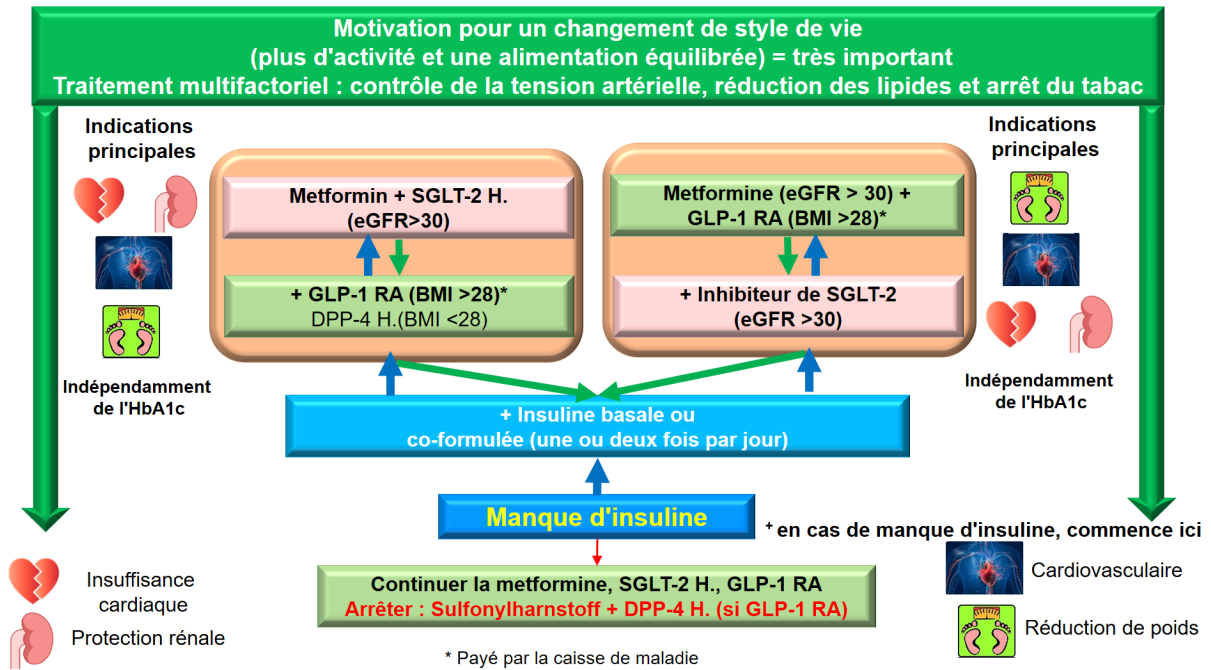 Motivation pour un changement de style de vie
(plus d'activité et une alimentation équilibrée) = très important
Traitement multifactoriel : contrôle de la tension artérielle, réduction des lipides et arrêt du tabac
Indications
principales
Indépendamment
de l'HbA1c
Metformin + SGLT-2 H.
(eGFR>30)
+ GLP-1 RA (BMI >28)*
DPP-4 H.(BMI <28)
Metformine (eGFR > 30) +
GLP-1 RA (BMI >28)*
+ Inhibiteur de SGLT-2
(eGFR >30)
Indications
principales
Indépendamment
de l'HbA1c
+ Insuline basale ou
co-formulée (une ou deux fois par jour)
Manque d'insuline
+ en cas de manque d'insuline, commence ici
Continuer la metformine, SGLT-2 H., GLP-1 RA
Arrêter : Sulfonylharnstoff + DPP-4 H. (si GLP-1 RA)
Insuffisance
cardiaque
Protection rénale
Cardiovasculaire
Réduction de poids
* Payé par la caisse de maladie